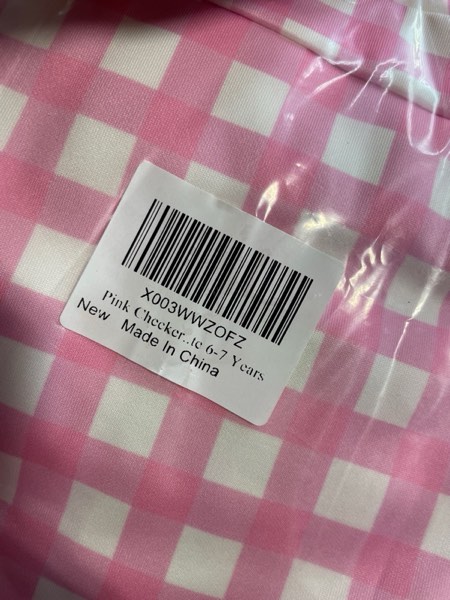 X003WWZOFZ
Pink Checker..te 6-7 Years
New Made In China